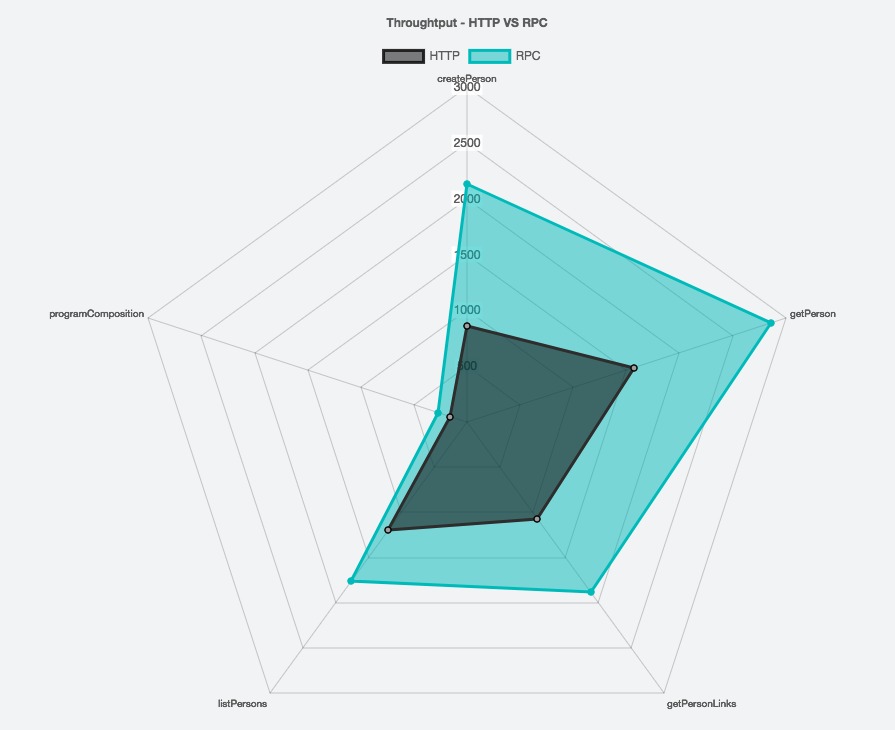 Throughtput - HTTP VS RPC
HTTP RPC
createPerson
3000
2500
2000
1500
1000
500
programComposition
getPerson
listPersons
getPersonLinks